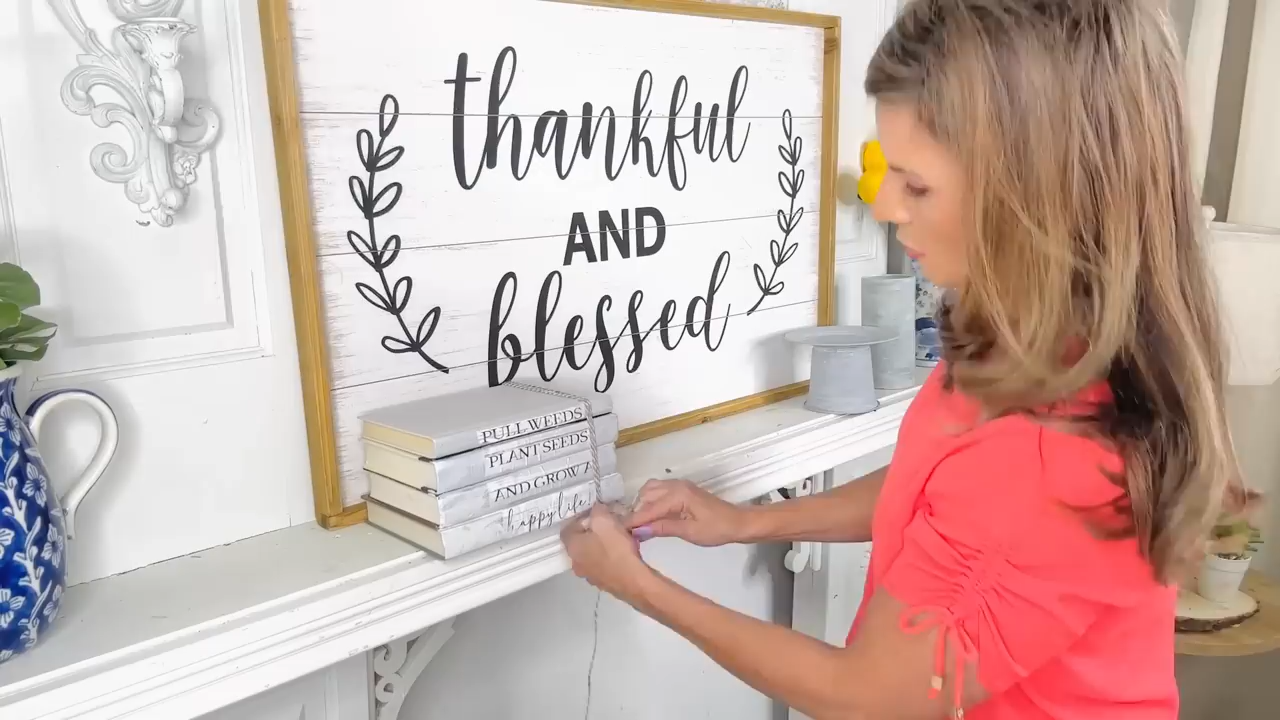 thankful
AND
blessed
PULL WEEDS
PLANT SEEDS
AND GROW A
happy life